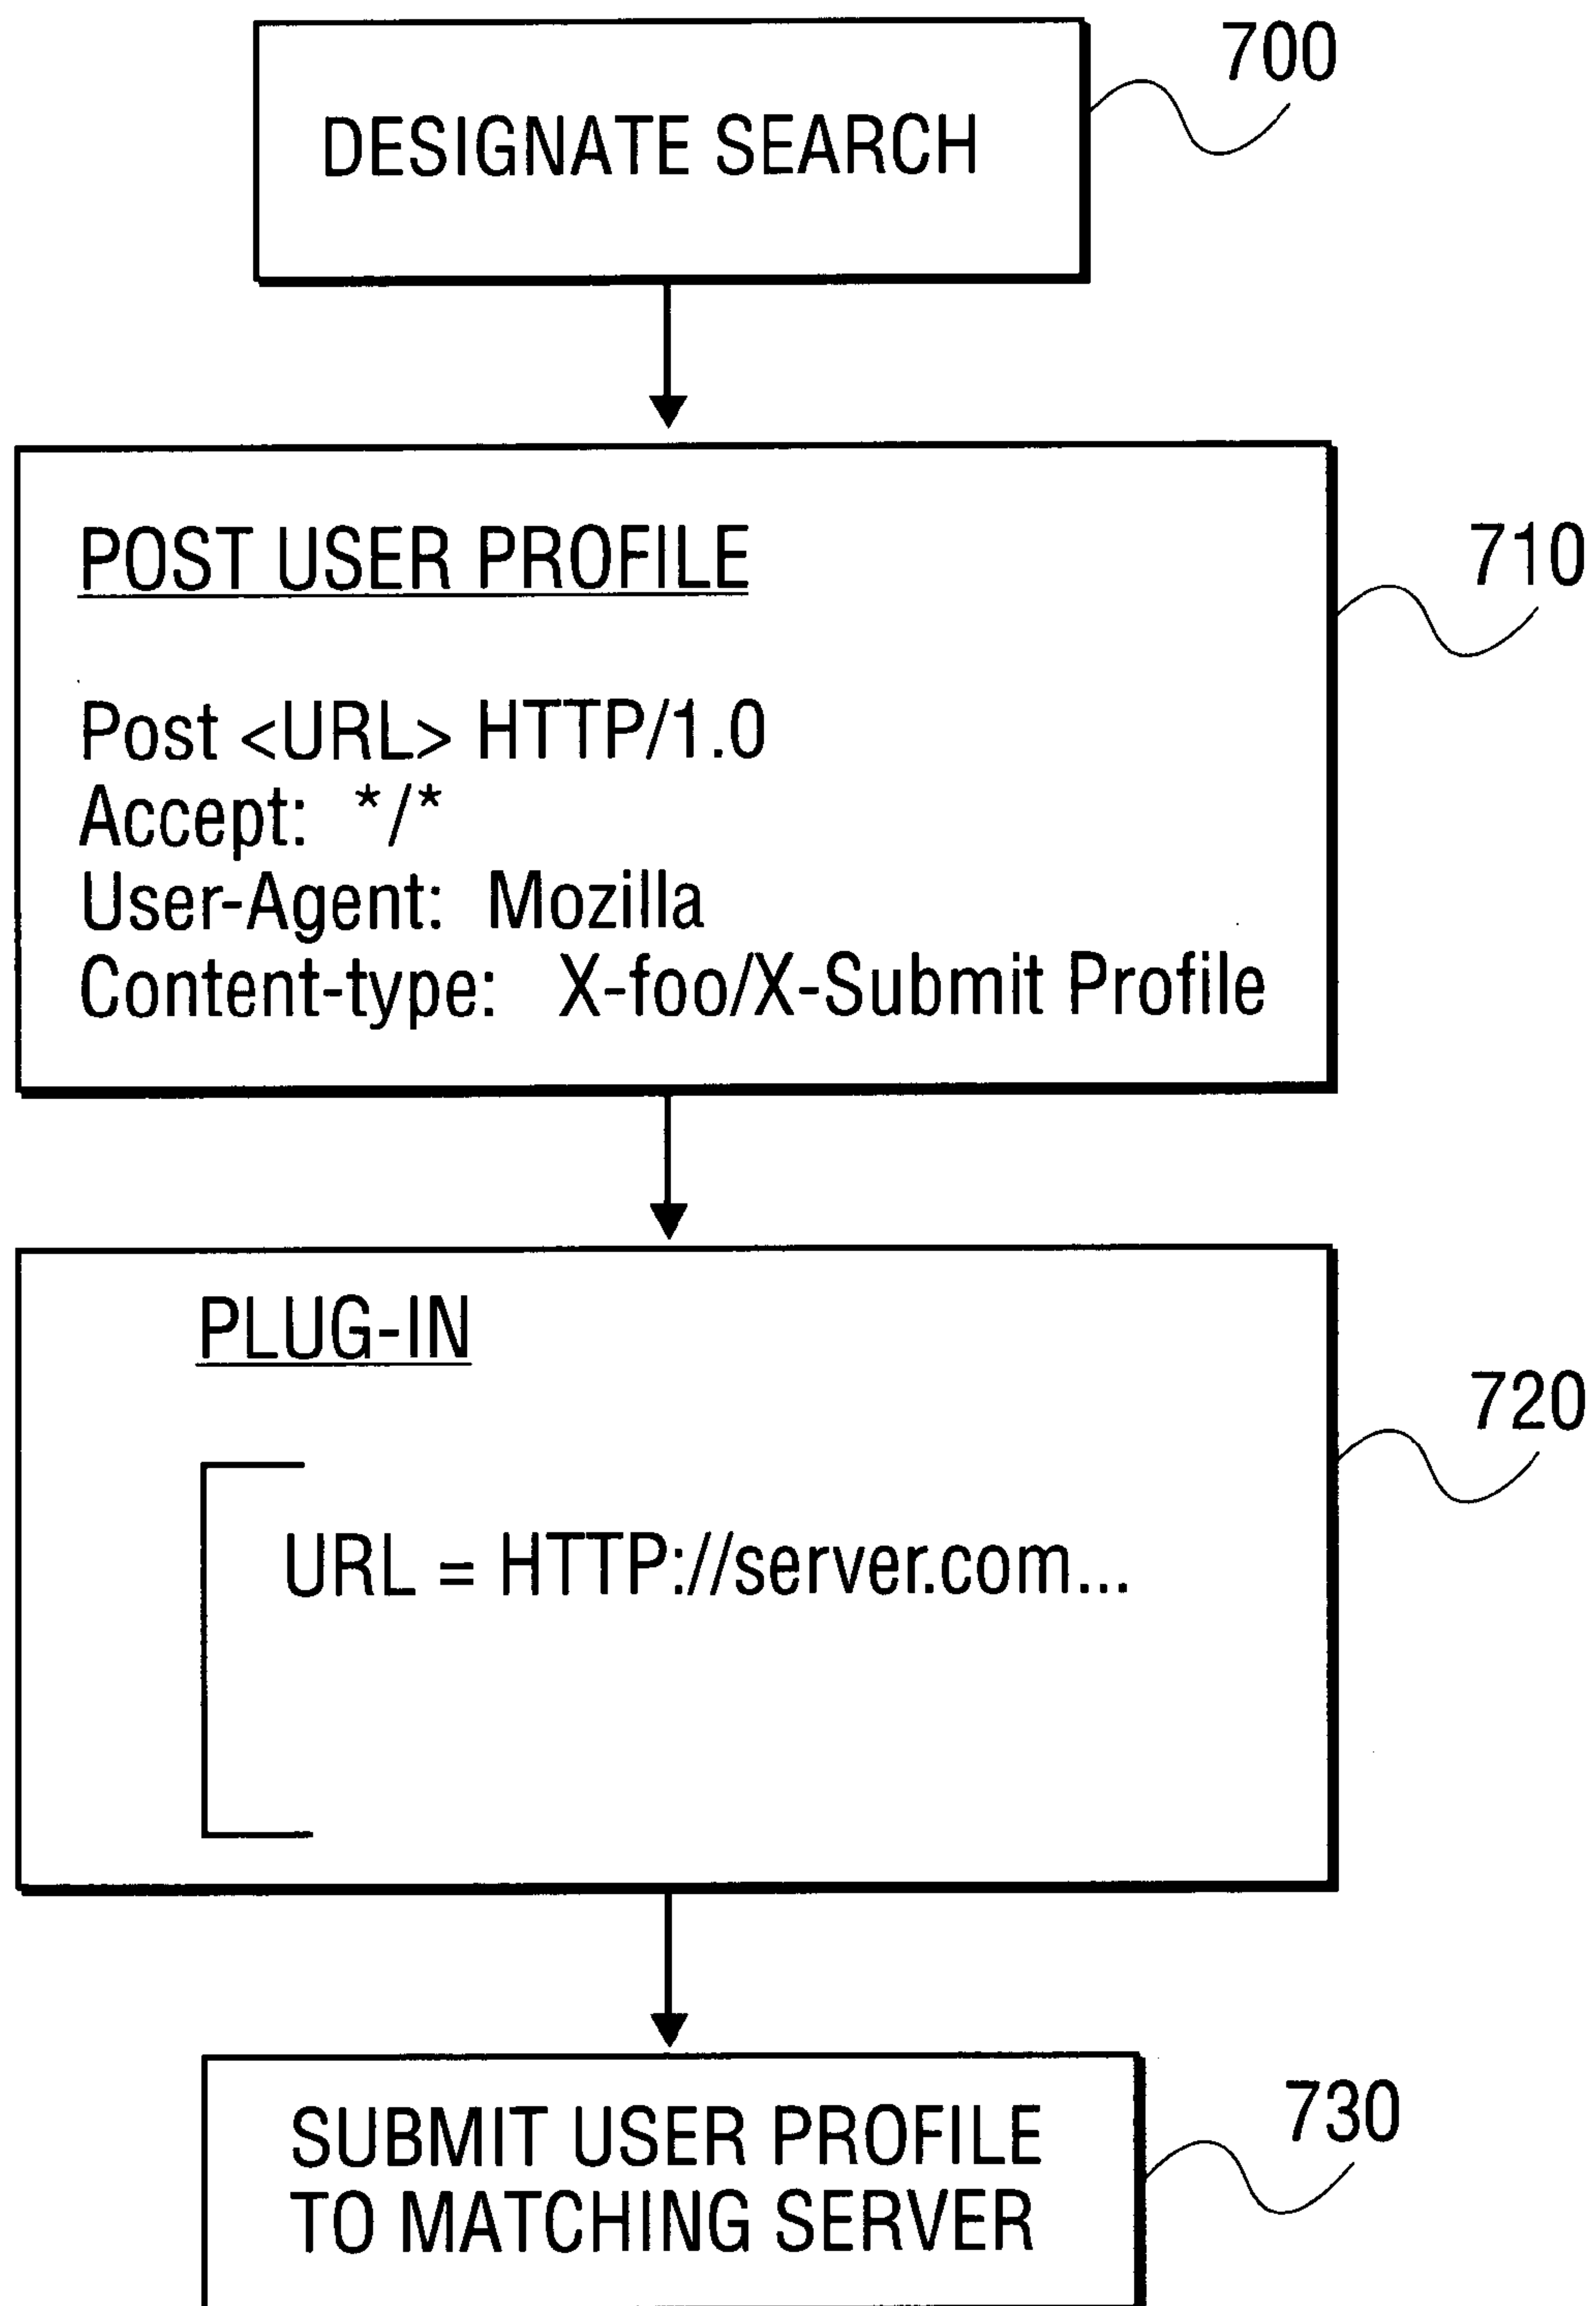 DESIGNATE SEARCH
700
POST USER PROFILE
710
Post <URL> HTTP/1.0
Accept: */*
User-Agent: Mozilla
Content-type: X-foo/X-Submit Profile
PLUG-IN
720
URL = HTTP://server.com...
SUBMIT USER PROFILE
TO MATCHING SERVER
730